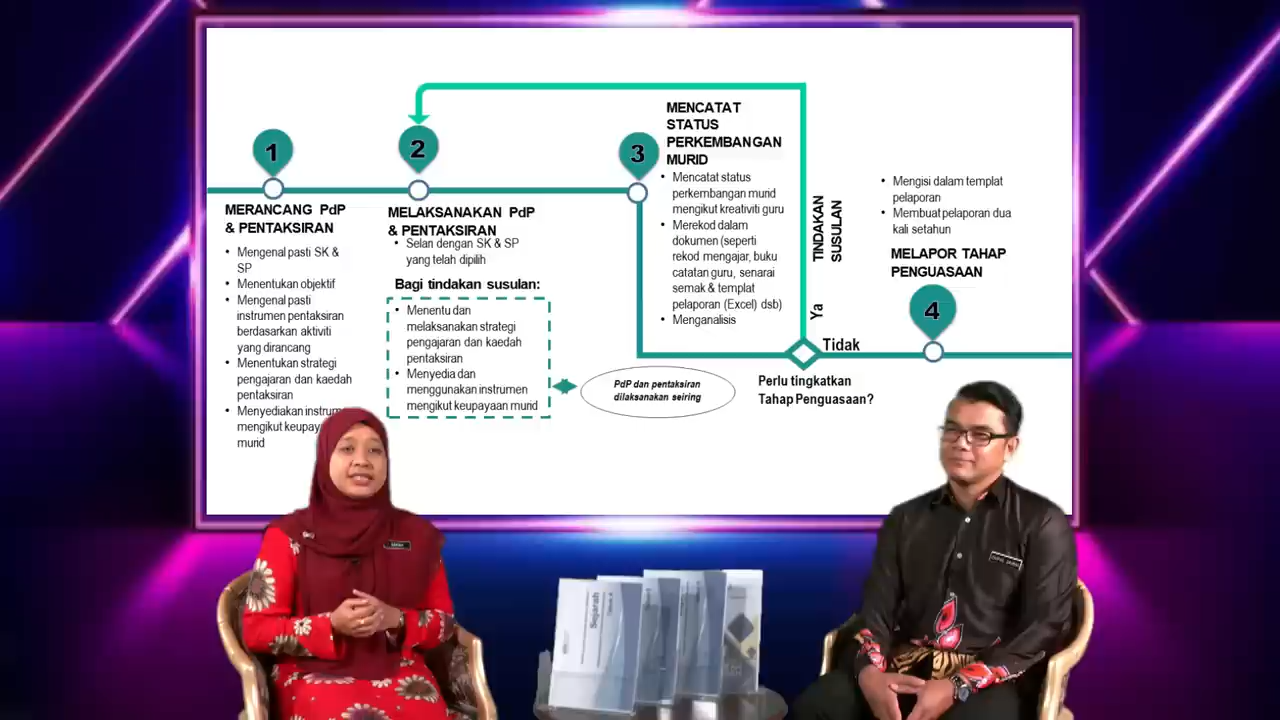 1
MERANCANG PdP
& PENTAKSIRAN
• Mengenal pasti SK &
SP
• Menentukan objektif
• Mengenal pasti
instrumen pentaksiran
berdasarkan aktiviti
yang dirancang
• Menentukan strategi
pengajaran dan kaedah
pentaksiran
• Menyediakan
mengikut
murid
2
MELAKSANAKAN PdP
& PENTAKSIRAN
• Selan dengan SK & SP
yang telah dipilih
Bagi tindakan susulan:
• Menentu dan
melaksanakan strategi
pengajaran dan kaedah
pentaksiran
• Menyedia dan
menggunakan instrumen
mengikut keupayaan murid
PdP dan pentaksiran
dilaksanakan seiring
3
MENCATAT
STATUS
PERKEMBANGAN
MURID
• Mencatat status
perkembangan murid
mengikut kreativiti guru
• Merekod dalam
dokumen (seperti
rekod mengajar, buku
catatan guru, senarai
semak & templat
pelaporan (Excel) dsb)
• Menganalisis
TINDAKAN
SUSULAN
Ya
Tidak
Perlu tingkatkan
Tahap Penguasaan?
• Mengisi dalam templat
pelaporan
• Membuat pelaporan dua
kali setahun
MELAPOR TAHAP
PENGUASAAN
4
Sejarah